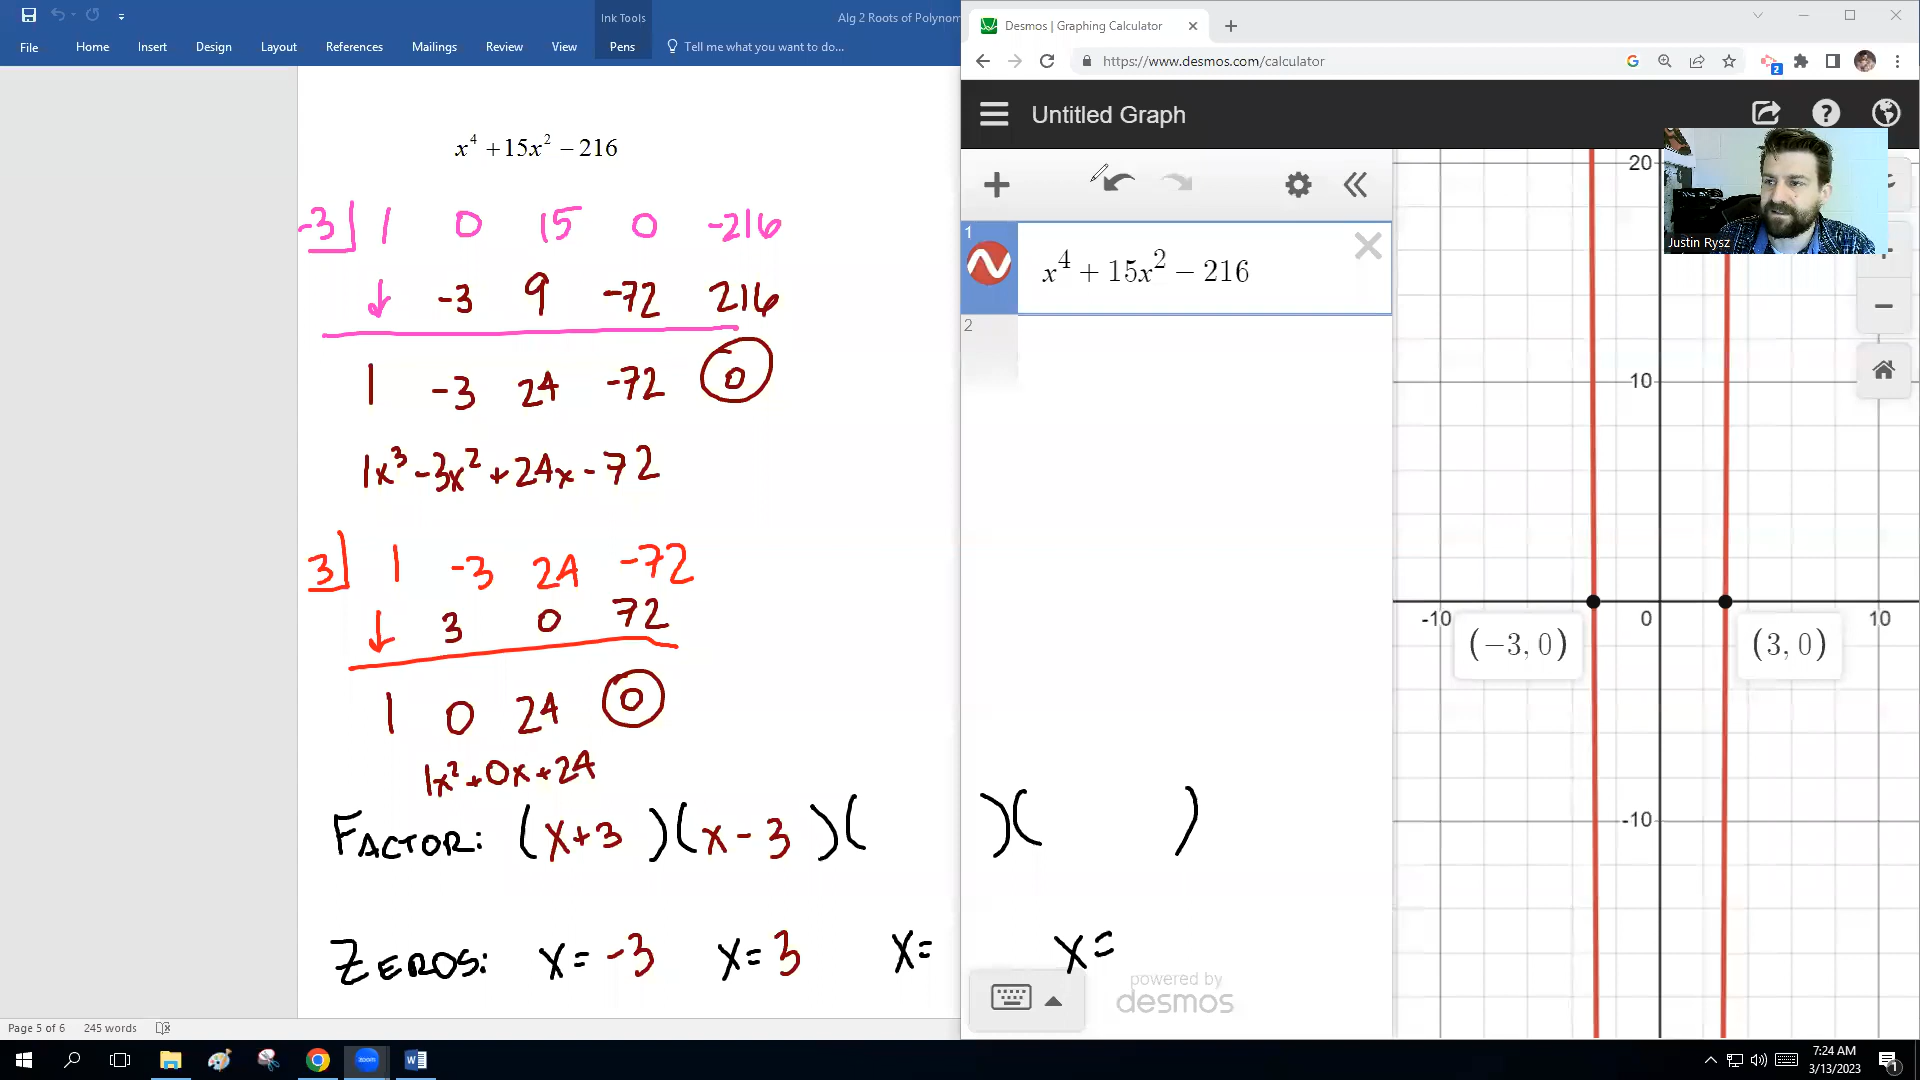 Ink Tools
Alg 2 Roots of Polynom
File Home Insert Design Layout References Mailings Review View Pens Tell me what you want to do...
x⁴ + 15x² − 216
-3 1 0 15 0 -216
-3 9 -72 216
1 -3 24 -72 0
1x³ - 3x² + 24x - 72
3 1 -3 24 -72
3 0 72
1 0 24 0
1x² + 0x + 24
FACTOR: (x+3)(x-3)( )( )
ZEROS: x= -3 x= 3 x= x=
Page 5 of 6 245 words
Desmos | Graphing Calculator
https://www.desmos.com/calculator
2
Untitled Graph
1
x⁴ + 15x² − 216
2
powered by
desmos
Justin Rysz
20
10
-10 0 10
(−3, 0) (3, 0)
-10
zoom
7:24 AM
3/13/2023
1